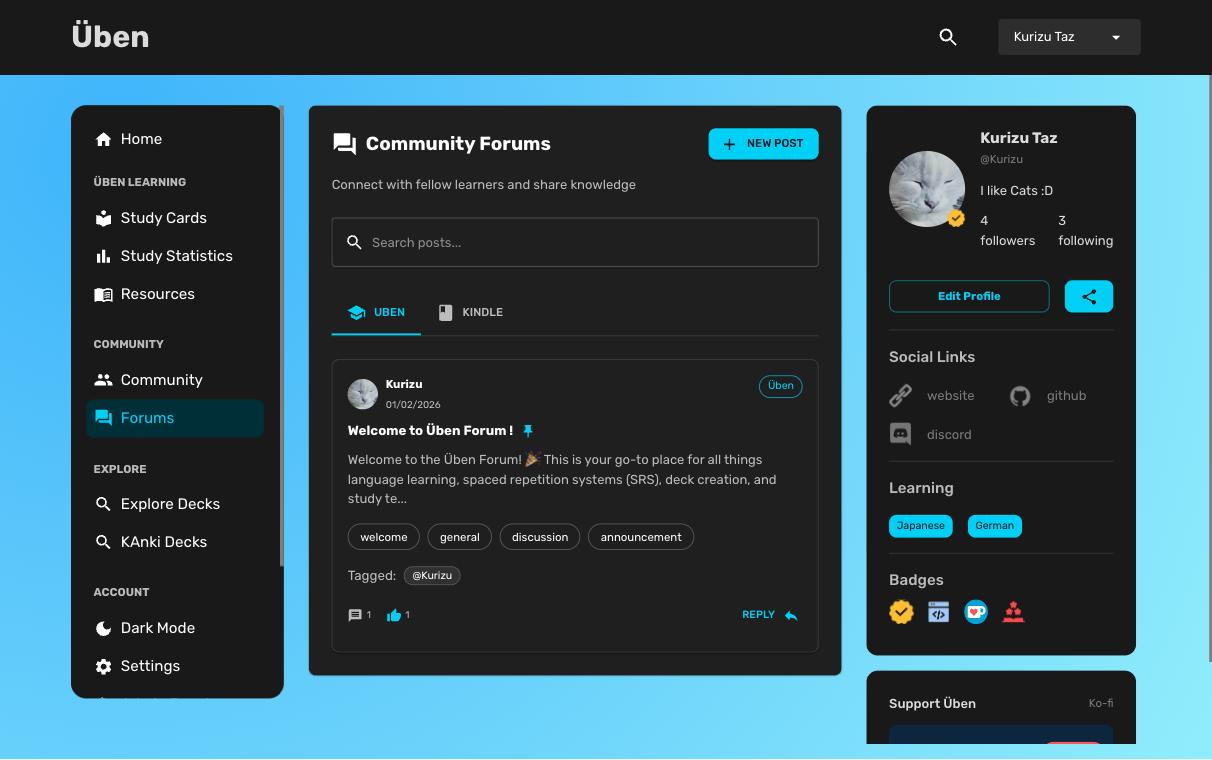 Üben
Kurizu Taz
Home
ÜBEN LEARNING
Study Cards
Study Statistics
Resources
COMMUNITY
Community
Forums
EXPLORE
Explore Decks
KAnki Decks
ACCOUNT
Dark Mode
Settings
Community Forums
NEW POST
Connect with fellow learners and share knowledge
Search posts...
UBEN
KINDLE
Kurizu
01/02/2026
Üben
Welcome to Üben Forum !
Welcome to the Üben Forum! 🎉 This is your go-to place for all things
language learning, spaced repetition systems (SRS), deck creation, and
study te...
welcome
general
discussion
announcement
Tagged:
@Kurizu
1
1
REPLY
Kurizu Taz
@Kurizu
I like Cats :D
4
followers
3
following
Edit Profile
Social Links
website
github
discord
Learning
Japanese
German
Badges
Support Üben
Ko-fi